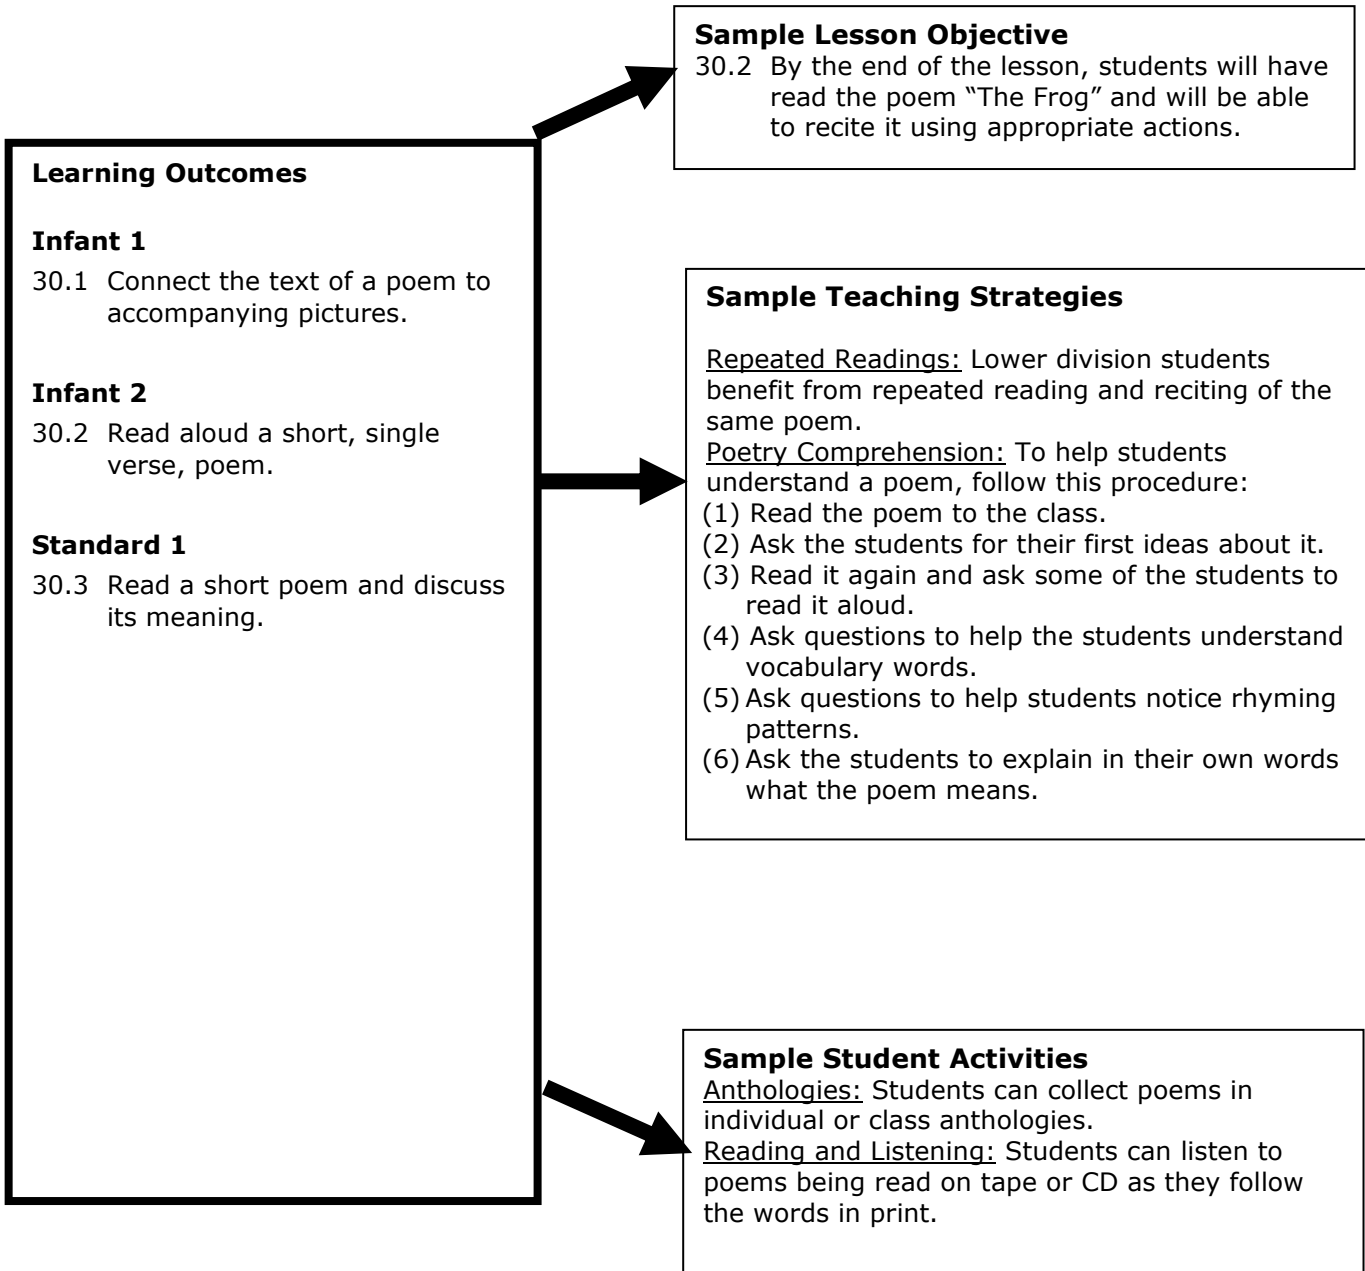 Sample Lesson Objective
30.2 By the end of the lesson, students will have
read the poem “The Frog” and will be able
to recite it using appropriate actions.
Learning Outcomes
Infant 1
30.1 Connect the text of a poem to
accompanying pictures.
Infant 2
30.2 Read aloud a short, single
verse, poem.
Standard 1
30.3 Read a short poem and discuss
its meaning.
Sample Teaching Strategies
Repeated Readings: Lower division students
benefit from repeated reading and reciting of the
same poem.
Poetry Comprehension: To help students
understand a poem, follow this procedure:
(1) Read the poem to the class.
(2) Ask the students for their first ideas about it.
(3) Read it again and ask some of the students to
read it aloud.
(4) Ask questions to help the students understand
vocabulary words.
(5) Ask questions to help students notice rhyming
patterns.
(6) Ask the students to explain in their own words
what the poem means.
Sample Student Activities
Anthologies: Students can collect poems in
individual or class anthologies.
Reading and Listening: Students can listen to
poems being read on tape or CD as they follow
the words in print.